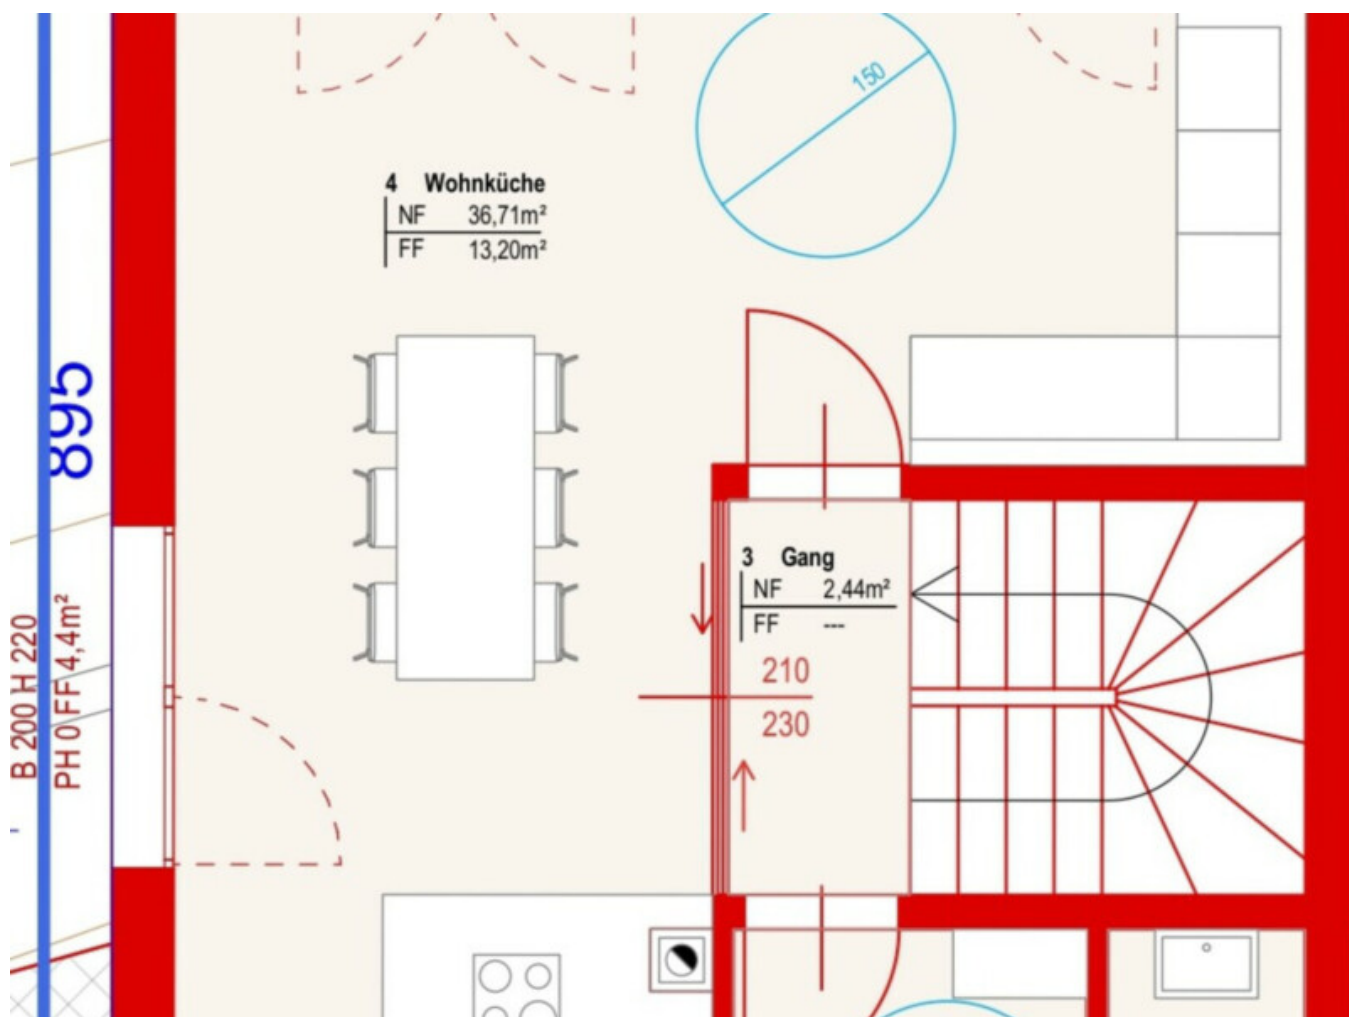 150
4 Wohnküche
NF 36,71m²
FF 13,20m²
895
3 Gang
NF 2,44m²
FF ---
210
230
B 200 H 220
PH 0 FF 4,4m²